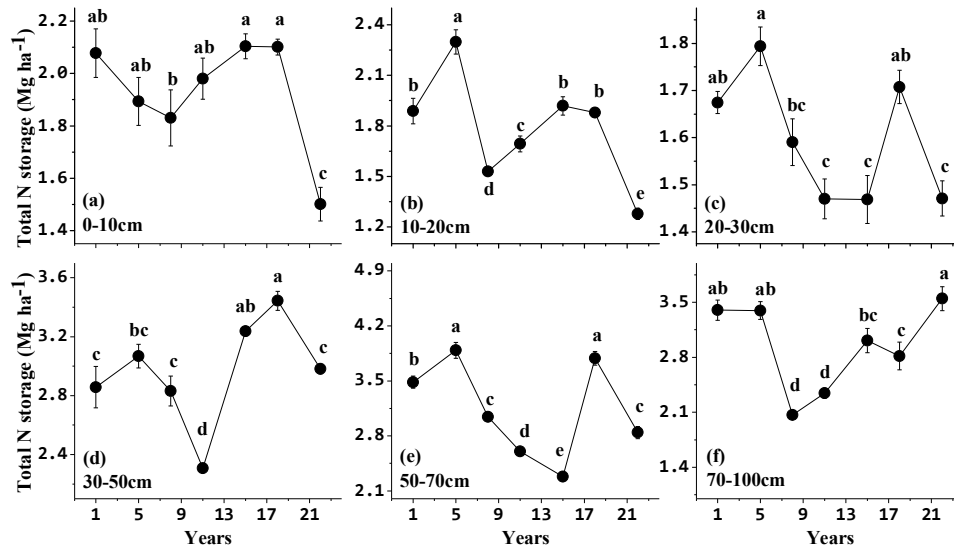 Total N storage (Mg ha⁻¹)
2.2
2.0
1.8
1.6
1.4
ab
ab
b
ab
a
a
c
(a)
0-10cm
2.4
2.1
1.8
1.5
1.2
b
a
d
c
b
b
e
(b)
10-20cm
1.8
1.7
1.6
1.5
1.4
ab
a
bc
c
c
ab
c
(c)
20-30cm
Total N storage (Mg ha⁻¹)
3.6
3.2
2.8
2.4
c
bc
c
d
ab
a
c
(d)
30-50cm
1 5 9 13 17 21
Years
4.9
4.2
3.5
2.8
2.1
b
a
c
d
e
a
c
(e)
50-70cm
1 5 9 13 17 21
Years
3.5
2.8
2.1
1.4
ab
ab
d
d
bc
c
a
(f)
70-100cm
1 5 9 13 17 21
Years